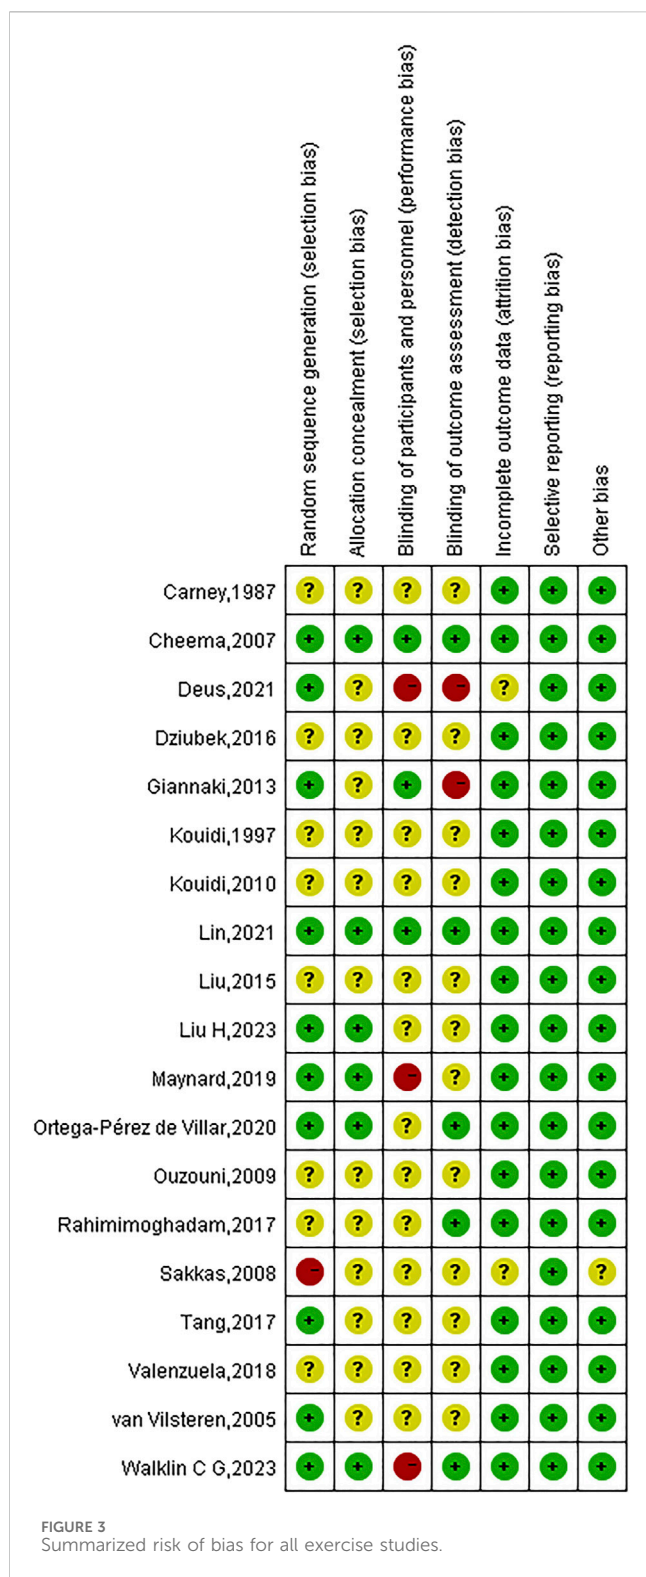 Random sequence generation (selection bias)
Allocation concealment (selection bias)
Blinding of participants and personnel (performance bias)
Blinding of outcome assessment (detection bias)
Incomplete outcome data (attrition bias)
Selective reporting (reporting bias)
Other bias
Carney,1987 ? ? ? ? + + +
Cheema,2007 + + + + + + +
Deus,2021 + ? - - ? + +
Dziubek,2016 ? ? ? ? + + +
Giannaki,2013 + ? + - + + +
Kouidi,1997 ? ? ? ? + + +
Kouidi,2010 ? ? ? ? + + +
Lin,2021 + + + + + + +
Liu,2015 ? ? ? ? + + +
Liu H,2023 + + ? ? + + +
Maynard,2019 + + - ? + + +
Ortega-Pérez de Villar,2020 + + ? + + + +
Ouzouni,2009 ? ? ? ? + + +
Rahimimoghadam,2017 ? ? ? + + + +
Sakkas,2008 - ? ? ? ? + ?
Tang,2017 + ? ? ? + + +
Valenzuela,2018 ? ? ? ? + + +
van Vilsteren,2005 + ? ? ? + + +
Walklin C G,2023 + + - + + + +
FIGURE 3
Summarized risk of bias for all exercise studies.